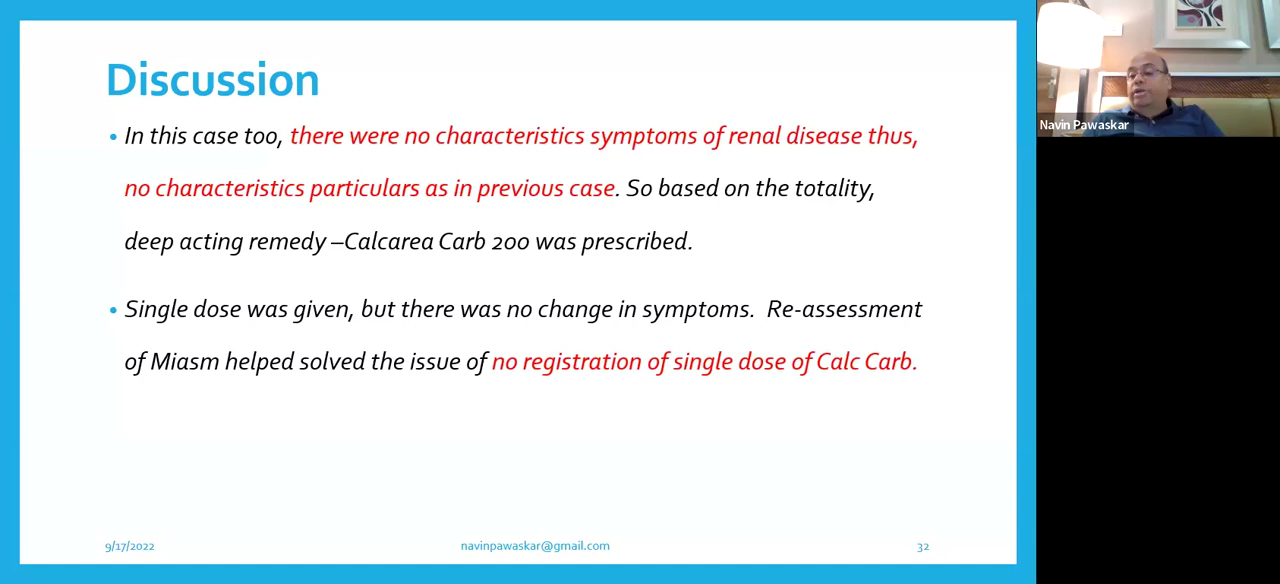 Discussion
• In this case too, there were no characteristics symptoms of renal disease thus,
no characteristics particulars as in previous case. So based on the totality,
deep acting remedy –Calcarea Carb 200 was prescribed.
• Single dose was given, but there was no change in symptoms. Re-assessment
of Miasm helped solved the issue of no registration of single dose of Calc Carb.
9/17/2022 navinpawaskar@gmail.com 32
Navin Pawaskar